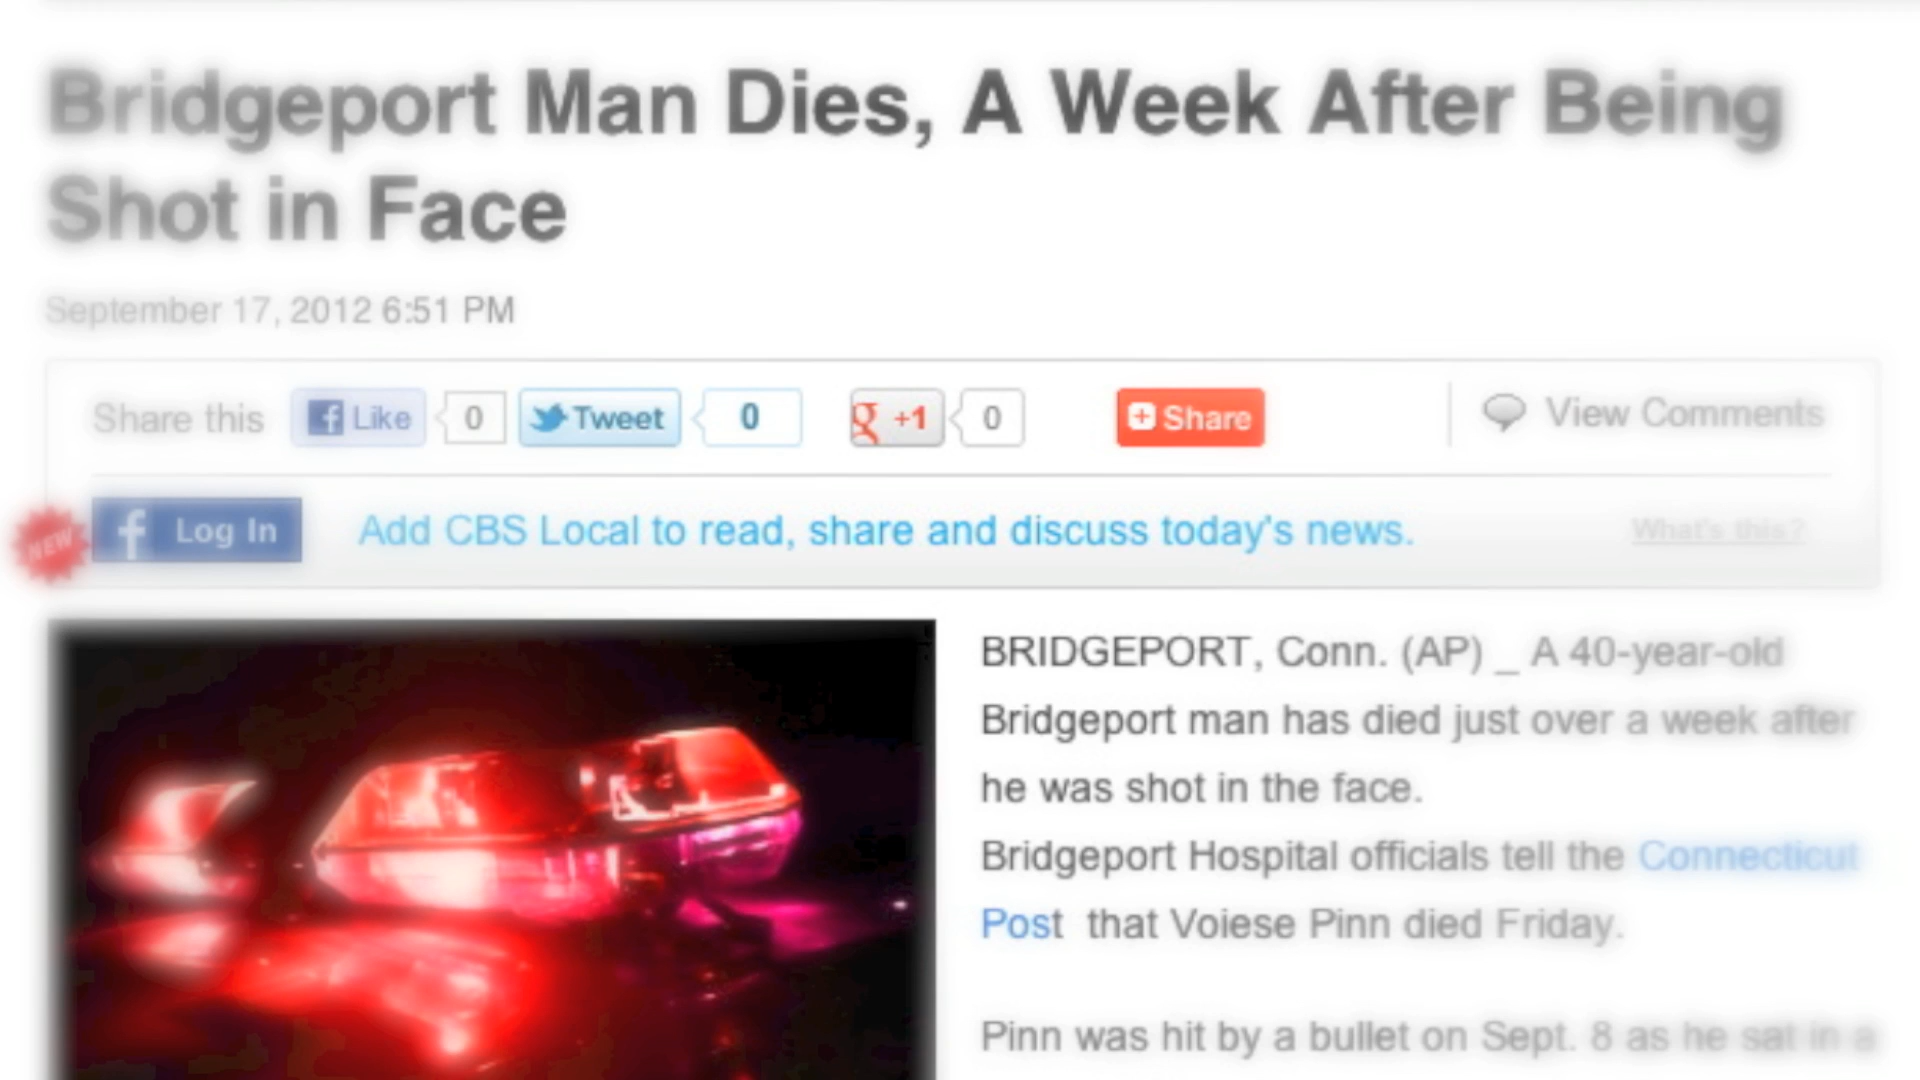 Bridgeport Man Dies, A Week After Being
Shot in Face
September 17, 2012 6:51 PM
Share this Like 0 Tweet 0 g +1 0 Share View Comments
NEW f Log In Add CBS Local to read, share and discuss today's news. What's this?
BRIDGEPORT, Conn. (AP) _ A 40-year-old
Bridgeport man has died just over a week after
he was shot in the face.
Bridgeport Hospital officials tell the Connecticut
Post that Voiese Pinn died Friday.
Pinn was hit by a bullet on Sept. 8 as he sat in a